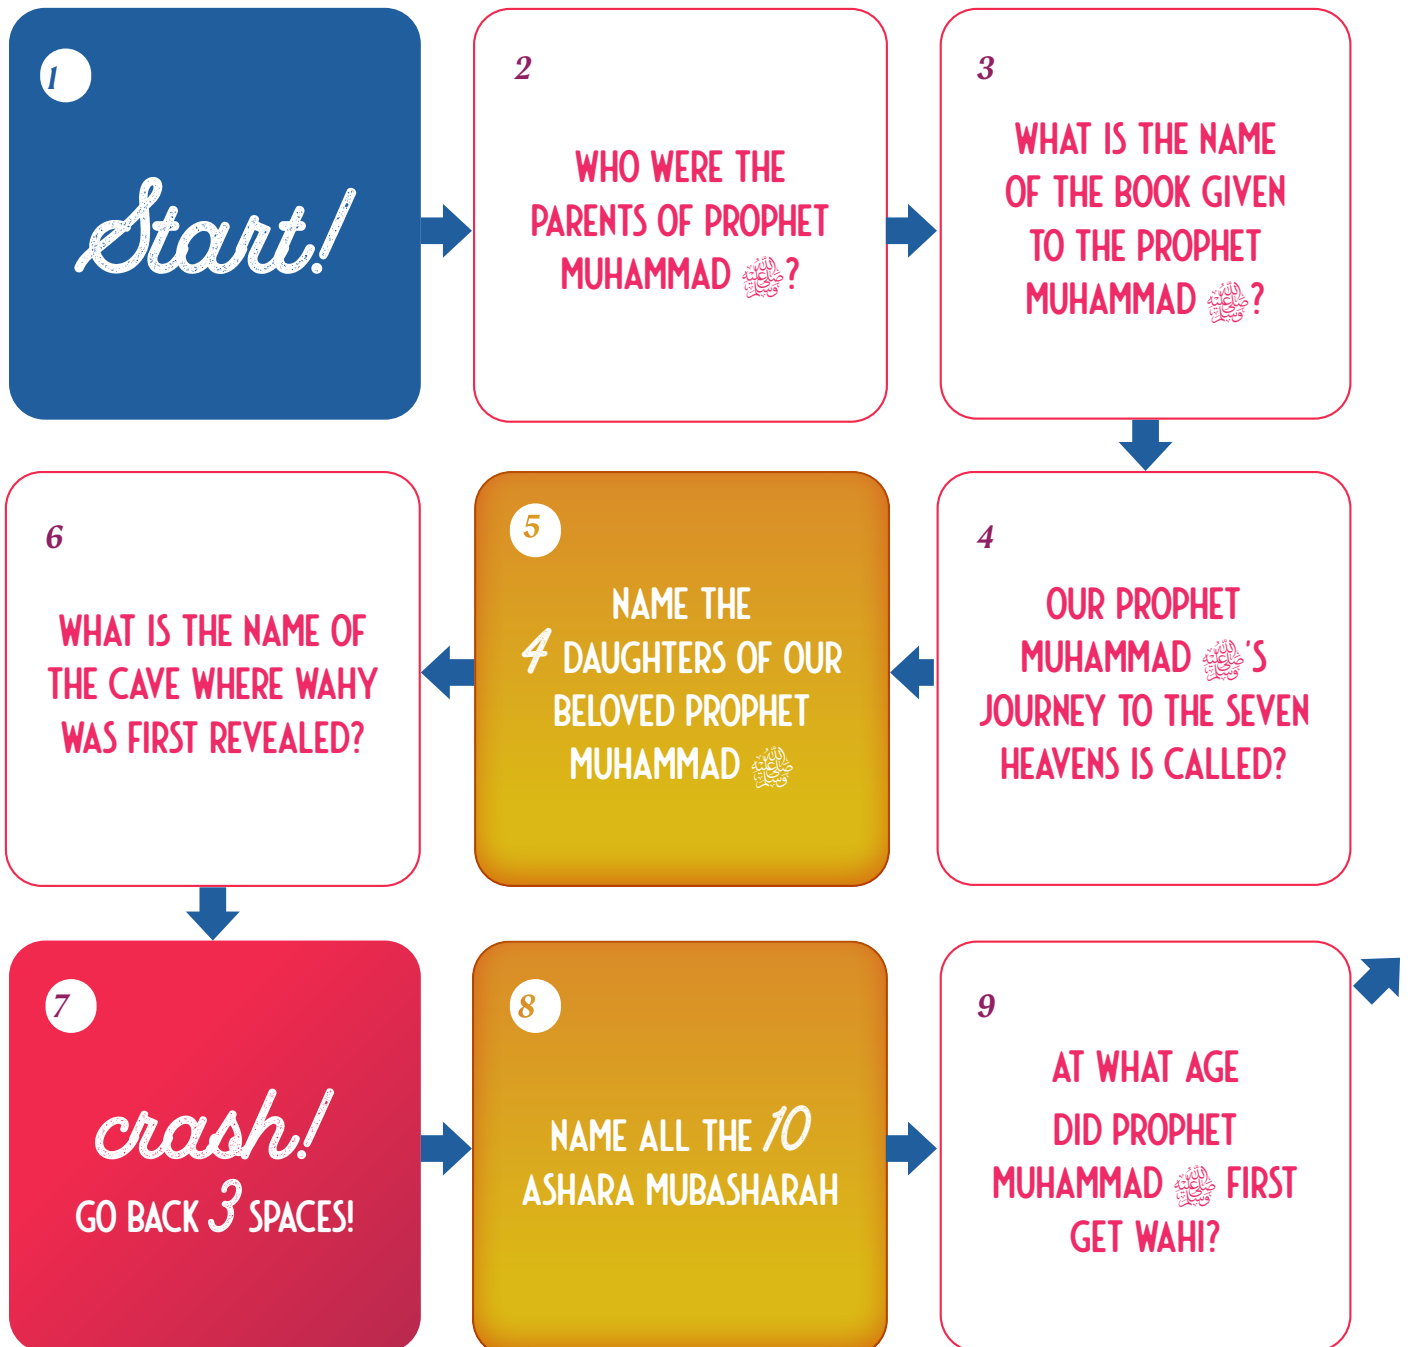 1
Start!
2
WHO WERE THE
PARENTS OF PROPHET
MUHAMMAD ﷺ?
3
WHAT IS THE NAME
OF THE BOOK GIVEN
TO THE PROPHET
MUHAMMAD ﷺ?
4
OUR PROPHET
MUHAMMAD ﷺ'S
JOURNEY TO THE SEVEN
HEAVENS IS CALLED?
5
NAME THE
4 DAUGHTERS OF OUR
BELOVED PROPHET
MUHAMMAD ﷺ
6
WHAT IS THE NAME OF
THE CAVE WHERE WAHY
WAS FIRST REVEALED?
7
crash!
GO BACK 3 SPACES!
8
NAME ALL THE 10
ASHARA MUBASHARAH
9
AT WHAT AGE
DID PROPHET
MUHAMMAD ﷺ FIRST
GET WAHI?